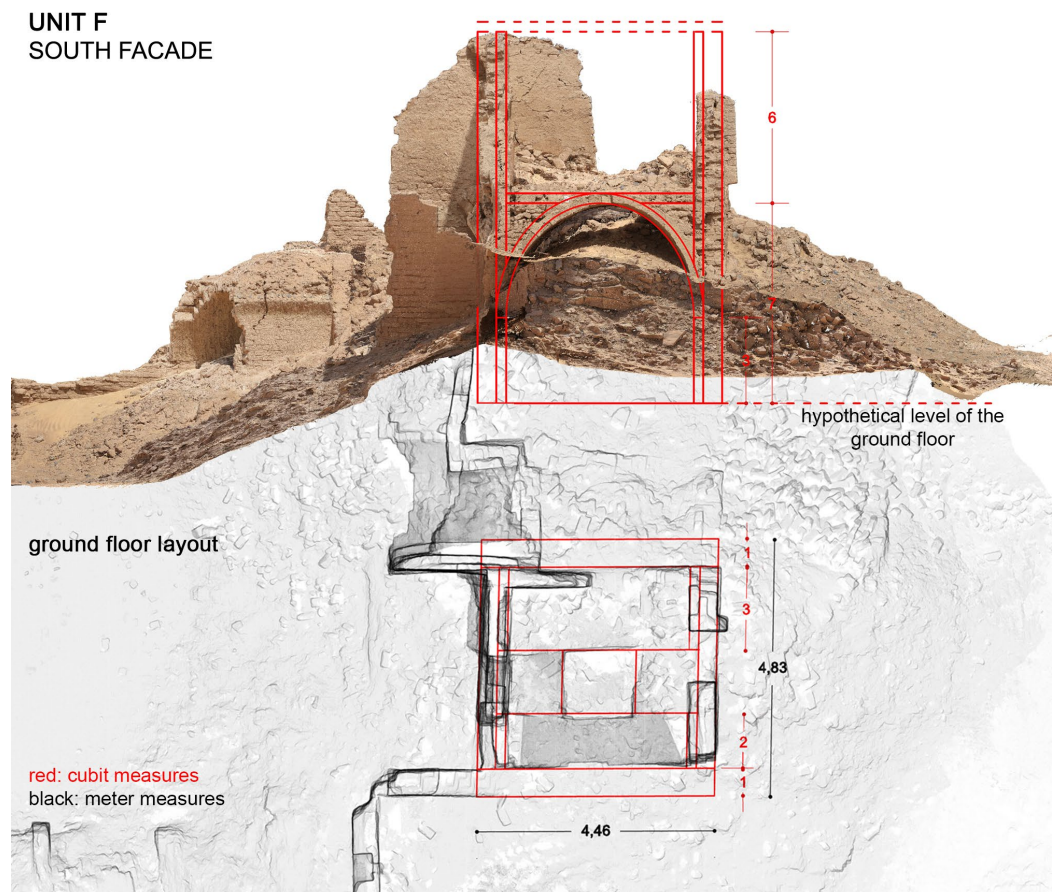 UNIT F
SOUTH FACADE
6
7
3
hypothetical level of the
ground floor
ground floor layout
1
3
4,83
2
1
red: cubit measures
black: meter measures
4,46